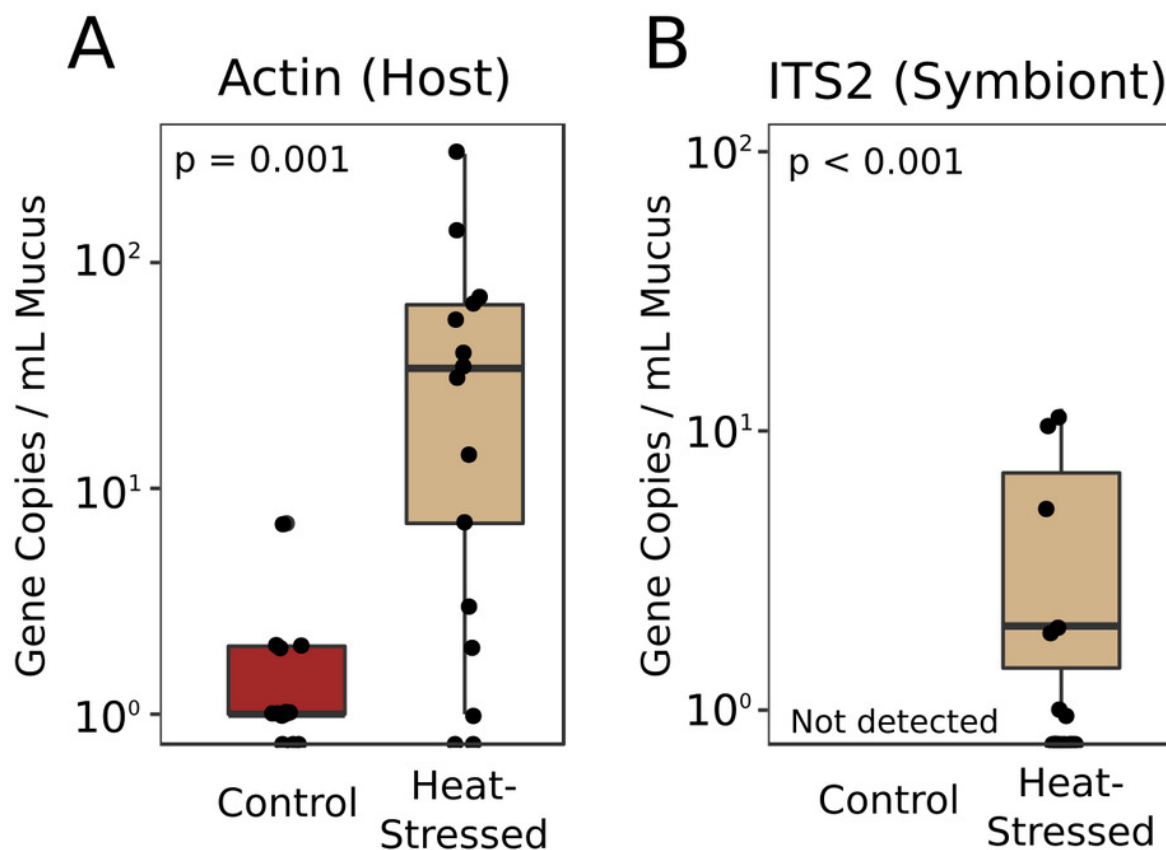 A
Actin (Host)
p = 0.001
Gene Copies / mL Mucus
10²
10¹
10⁰
Control
Heat-
Stressed
B
ITS2 (Symbiont)
p < 0.001
Gene Copies / mL Mucus
10²
10¹
10⁰
Not detected
Control
Heat-
Stressed